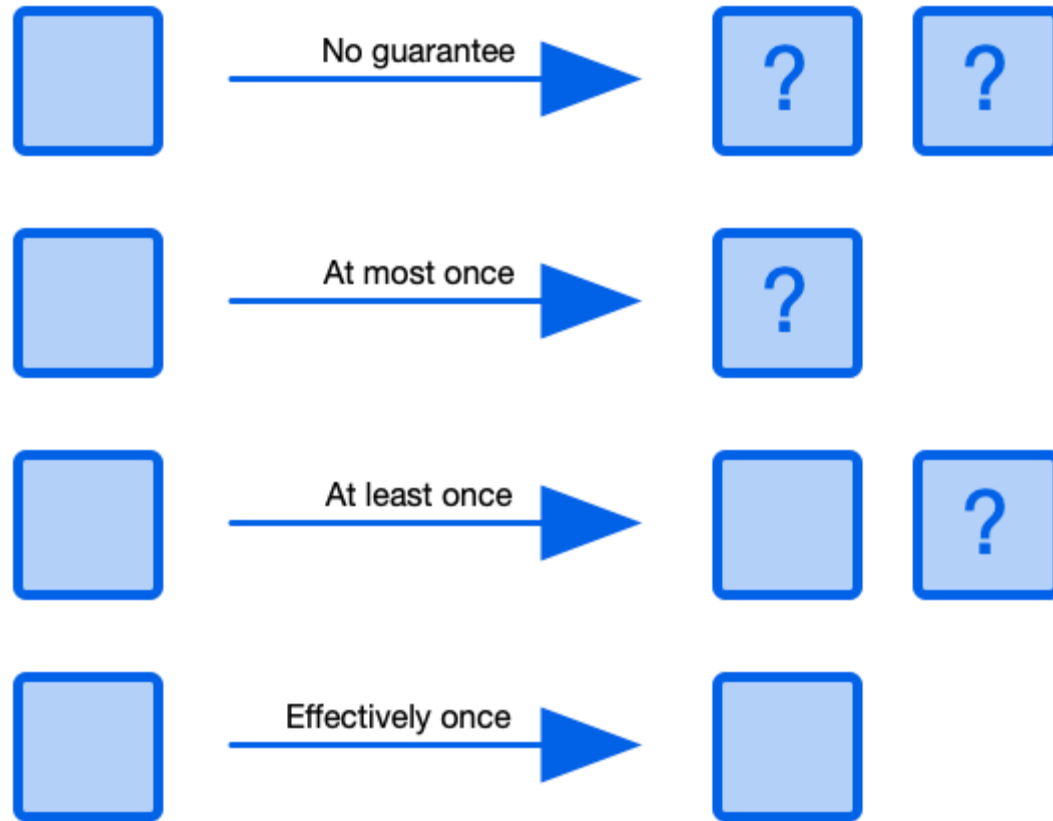 No guarantee
? ?
At most once
?
At least once
?
Effectively once